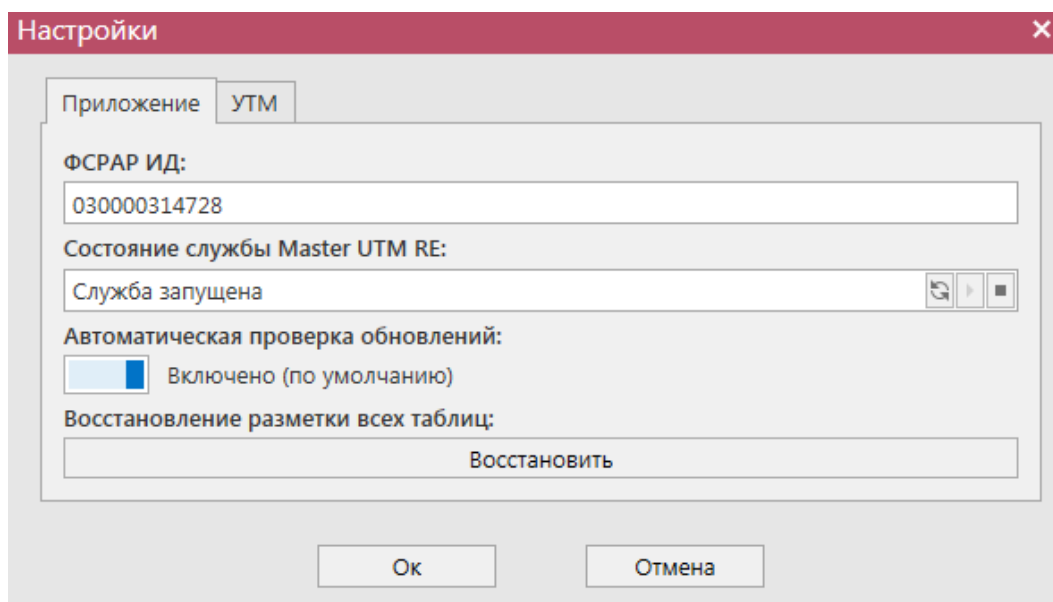 Настройки
Приложение УТМ
ФСРАР ИД:
030000314728
Состояние службы Master UTM RE:
Служба запущена
Автоматическая проверка обновлений:
Включено (по умолчанию)
Восстановление разметки всех таблиц:
Восстановить
Ок Отмена